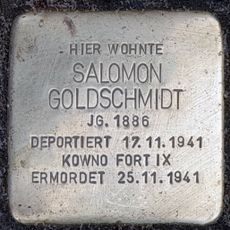 HIER WOHNTE
SALOMON
GOLDSCHMIDT
JG. 1886
DEPORTIERT 17.11.1941
KOWNO FORT IX
ERMORDET 25.11.1941